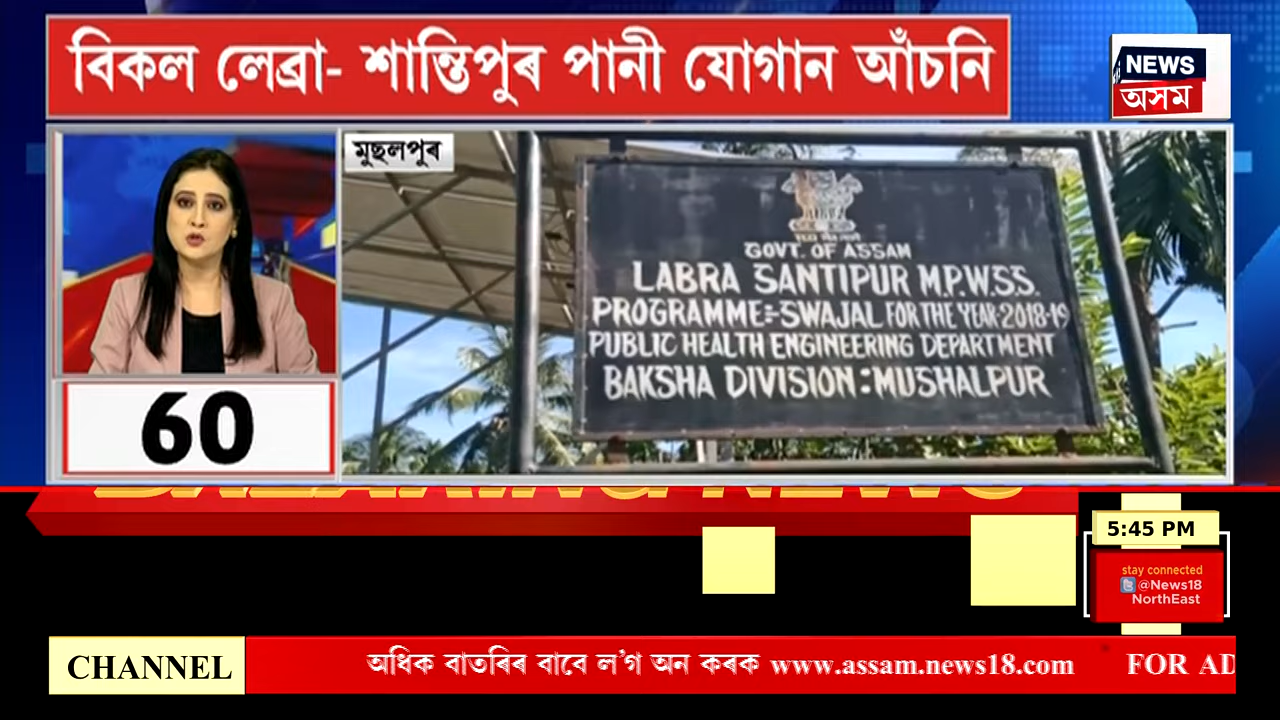 বিকল লেব্ৰা- শান্তিপুৰ পানী যোগান আঁচনি
NEWS
অসম
মুছলপুৰ
GOVT. OF ASSAM
LABRA SANTIPUR M.P.W.S.S.
PROGRAMME:-SWAJAL FOR THE YEAR-2018-19
PUBLIC HEALTH ENGINEERING DEPARTMENT
BAKSHA DIVISION:MUSHALPUR
60
BREAKING NEWS
5:45 PM
stay connected
@News18
NorthEast
CHANNEL
অধিক বাতৰিৰ বাবে ল'গ অন কৰক www.assam.news18.com FOR AD